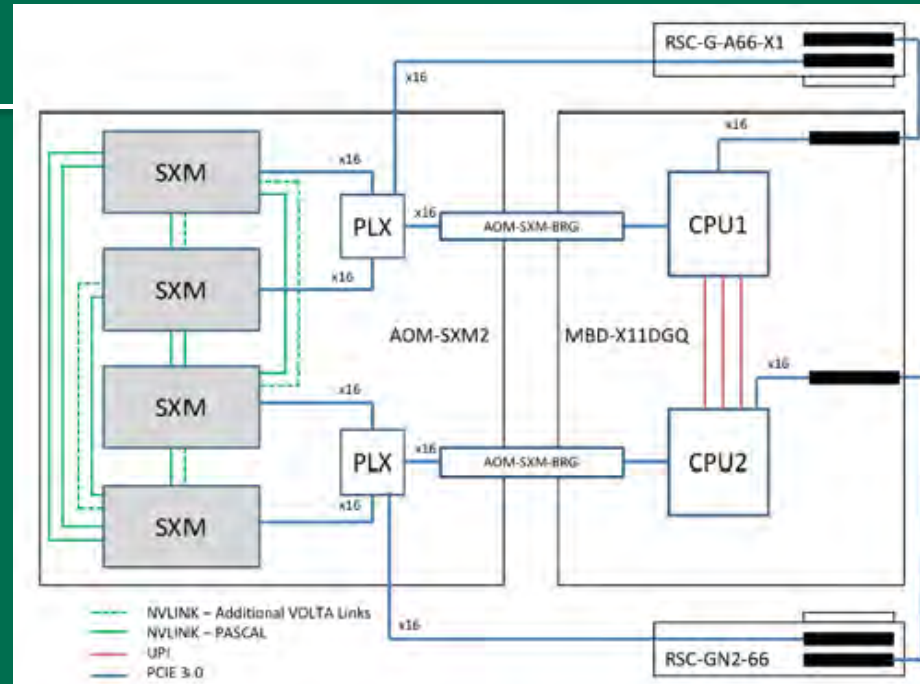 RSC-G-A66-X1
x16
x16
x16
SXM
PLX
x16
AOM-SXM-BRG
CPU1
x16
SXM
AOM-SXM2
MBD-X11DGQ
x16
x16
SXM
PLX
x16
AOM-SXM-BRG
CPU2
x16
SXM
NVLINK – Additional VOLTA Links
NVLINK – PASCAL
UPI
PCIE 3.0
x16
RSC-GN2-66